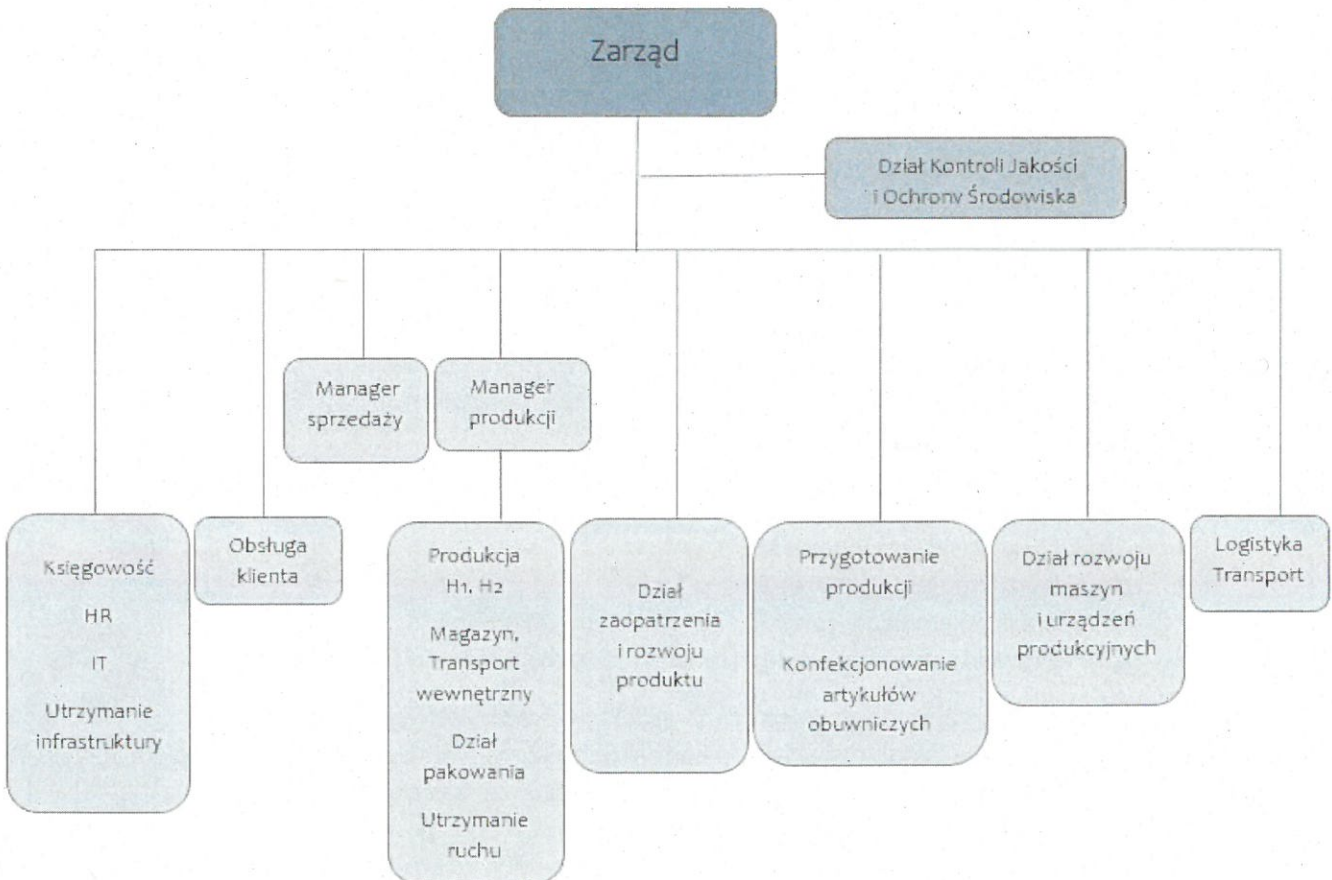 Zarząd
Dział Kontroli Jakości
i Ochrony Środowiska
Manager
sprzedaży
Manager
produkcji
Księgowość
HR
IT
Utrzymanie
infrastruktury
Obsługa
klienta
Produkcja
H1, H2
Magazyn,
Transport
wewnętrzny
Dział
pakowania
Utrzymanie
ruchu
Dział
zaopatrzenia
i rozwoju
produktu
Przygotowanie
produkcji
Konfekcjonowanie
artykułów
obuwniczych
Dział rozwoju
maszyn
i urządzeń
produkcyjnych
Logistyka
Transport